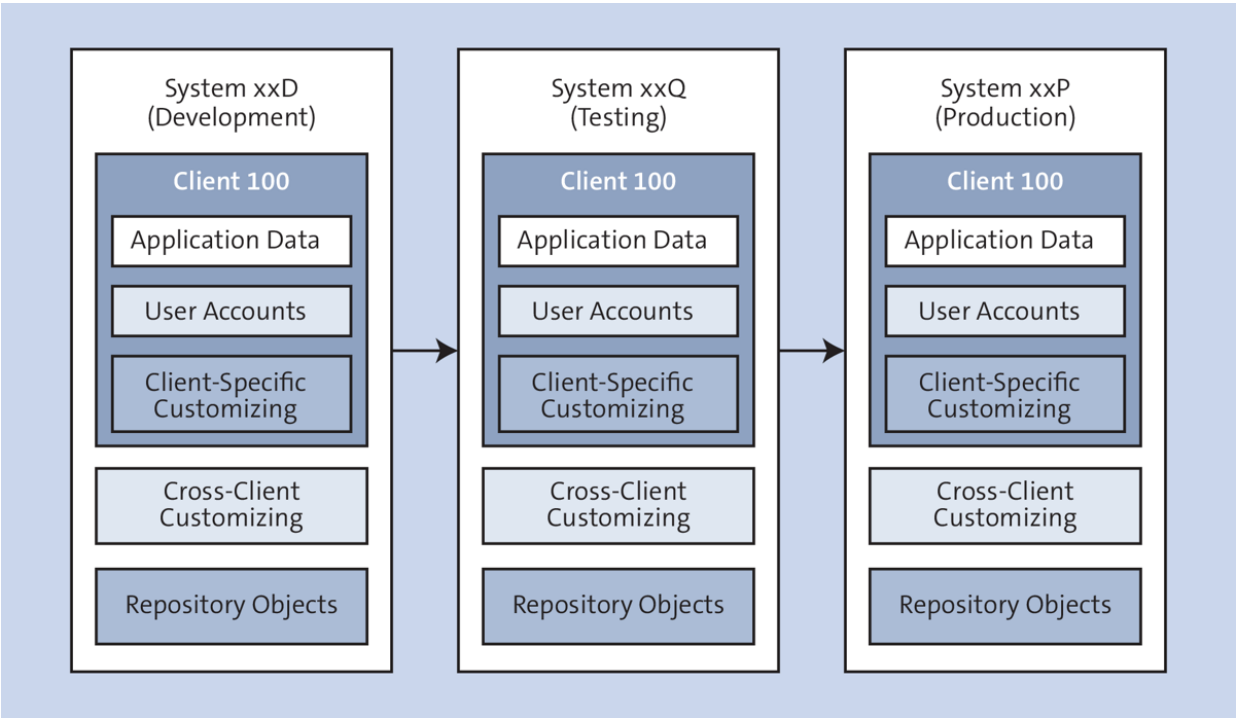 System xxD
(Development)
Client 100
Application Data
User Accounts
Client-Specific
Customizing
Cross-Client
Customizing
Repository Objects
System xxQ
(Testing)
Client 100
Application Data
User Accounts
Client-Specific
Customizing
Cross-Client
Customizing
Repository Objects
System xxP
(Production)
Client 100
Application Data
User Accounts
Client-Specific
Customizing
Cross-Client
Customizing
Repository Objects